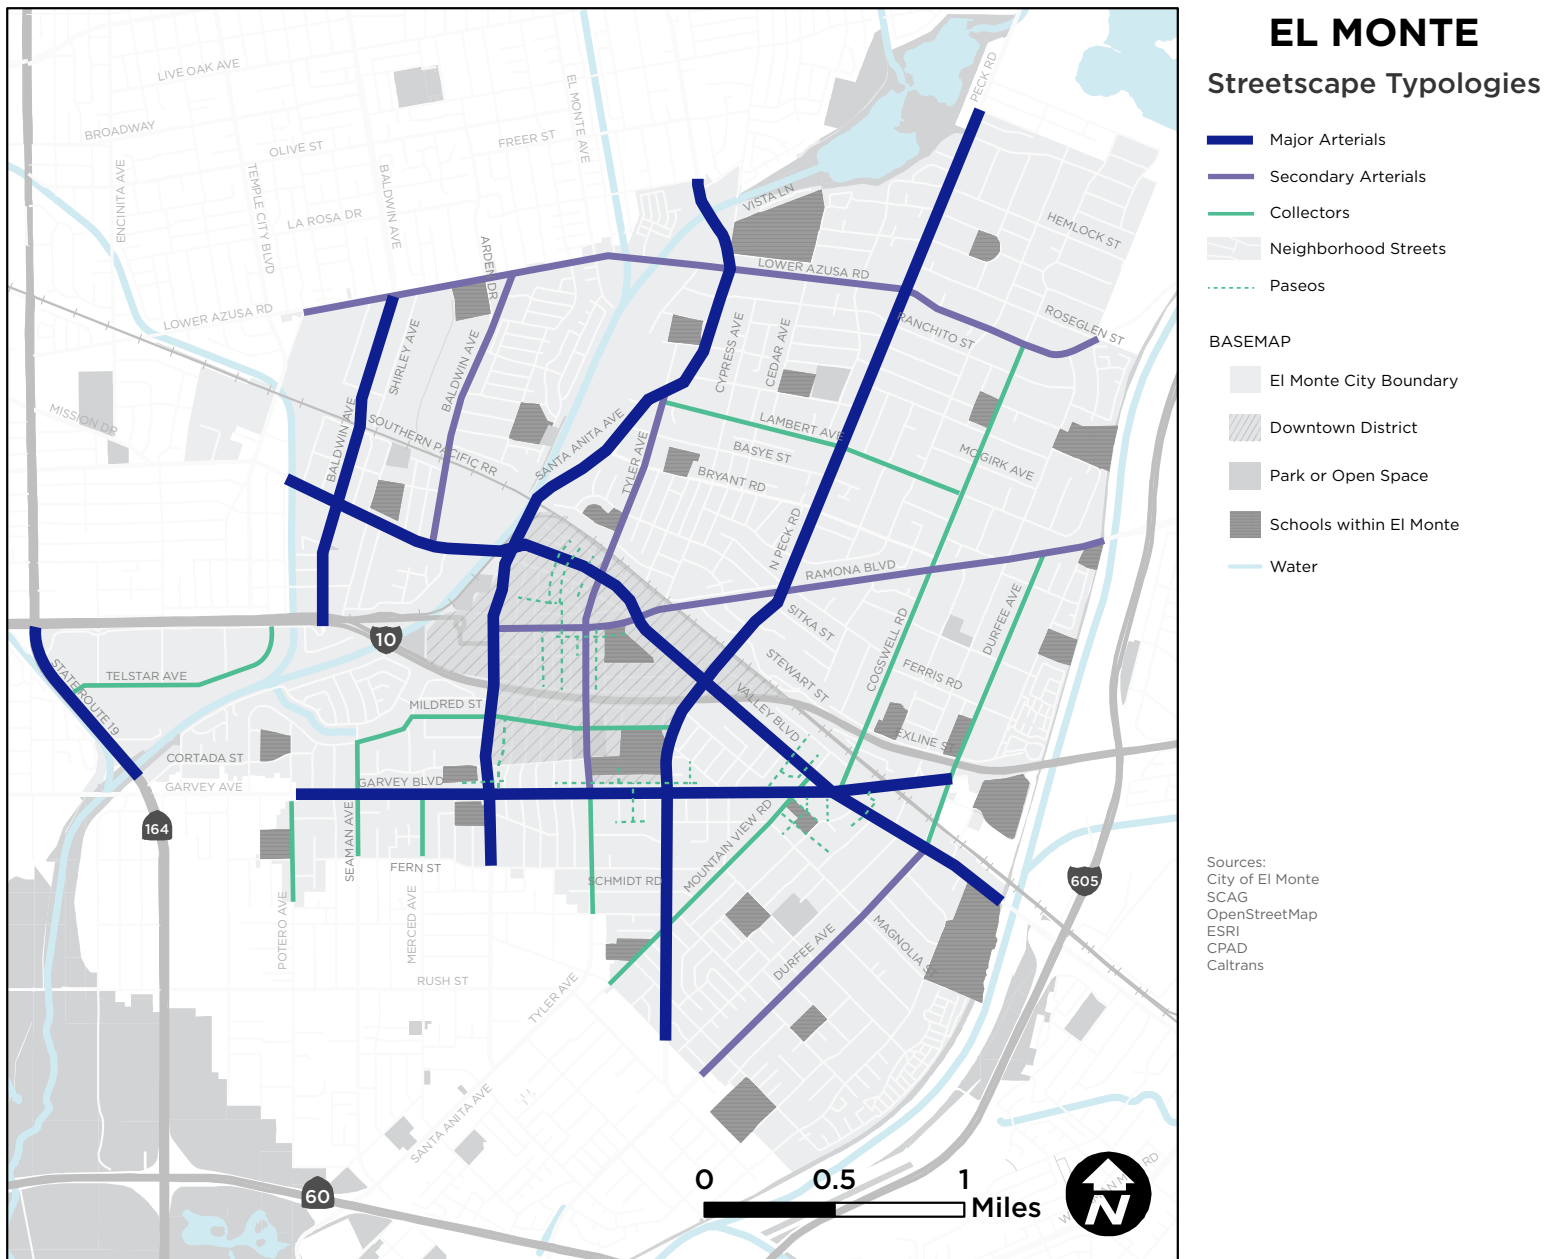 EL MONTE
Streetscape Typologies
Major Arterials
Secondary Arterials
Collectors
Neighborhood Streets
Paseos
BASEMAP
El Monte City Boundary
Downtown District
Park or Open Space
Schools within El Monte
Water
Sources:
City of El Monte
SCAG
OpenStreetMap
ESRI
CPAD
Caltrans
LIVE OAK AVE
BROADWAY
OLIVE ST
FREER ST
EL MONTE AVE
PECK RD
ENCINITA AVE
TEMPLE CITY BLVD
BALDWIN AVE
LA ROSA DR
VISTA LN
HEMLOCK ST
ARDEN DR
LOWER AZUSA RD
LOWER AZUSA RD
ROSEGLEN ST
RANCHITO ST
SHIRLEY AVE
BALDWIN AVE
CYPRESS AVE
CEDAR AVE
MISSION DR
BALDWIN AVE
SOUTHERN PACIFIC RR
SANTA ANITA AVE
TYLER AVE
LAMBERT AVE
BASYE ST
BRYANT RD
MC GIRK AVE
N PECK RD
RAMONA BLVD
SITKA ST
STEWART ST
COGSWELL RD
FERRIS RD
DURFEE AVE
10
TELSTAR AVE
STATE ROUTE 19
MILDRED ST
VALLEY BLVD
EXLINE S
CORTADA ST
GARVEY AVE
GARVEY BLVD
164
SEAMAN AVE
FERN ST
SCHMIDT RD
MOUNTAIN VIEW RD
605
POTERO AVE
MERCED AVE
RUSH ST
TYLER AVE
DURFEE AVE
MAGNOLIA ST
SANTA ANITA AVE
60
0 0.5 1
Miles
N